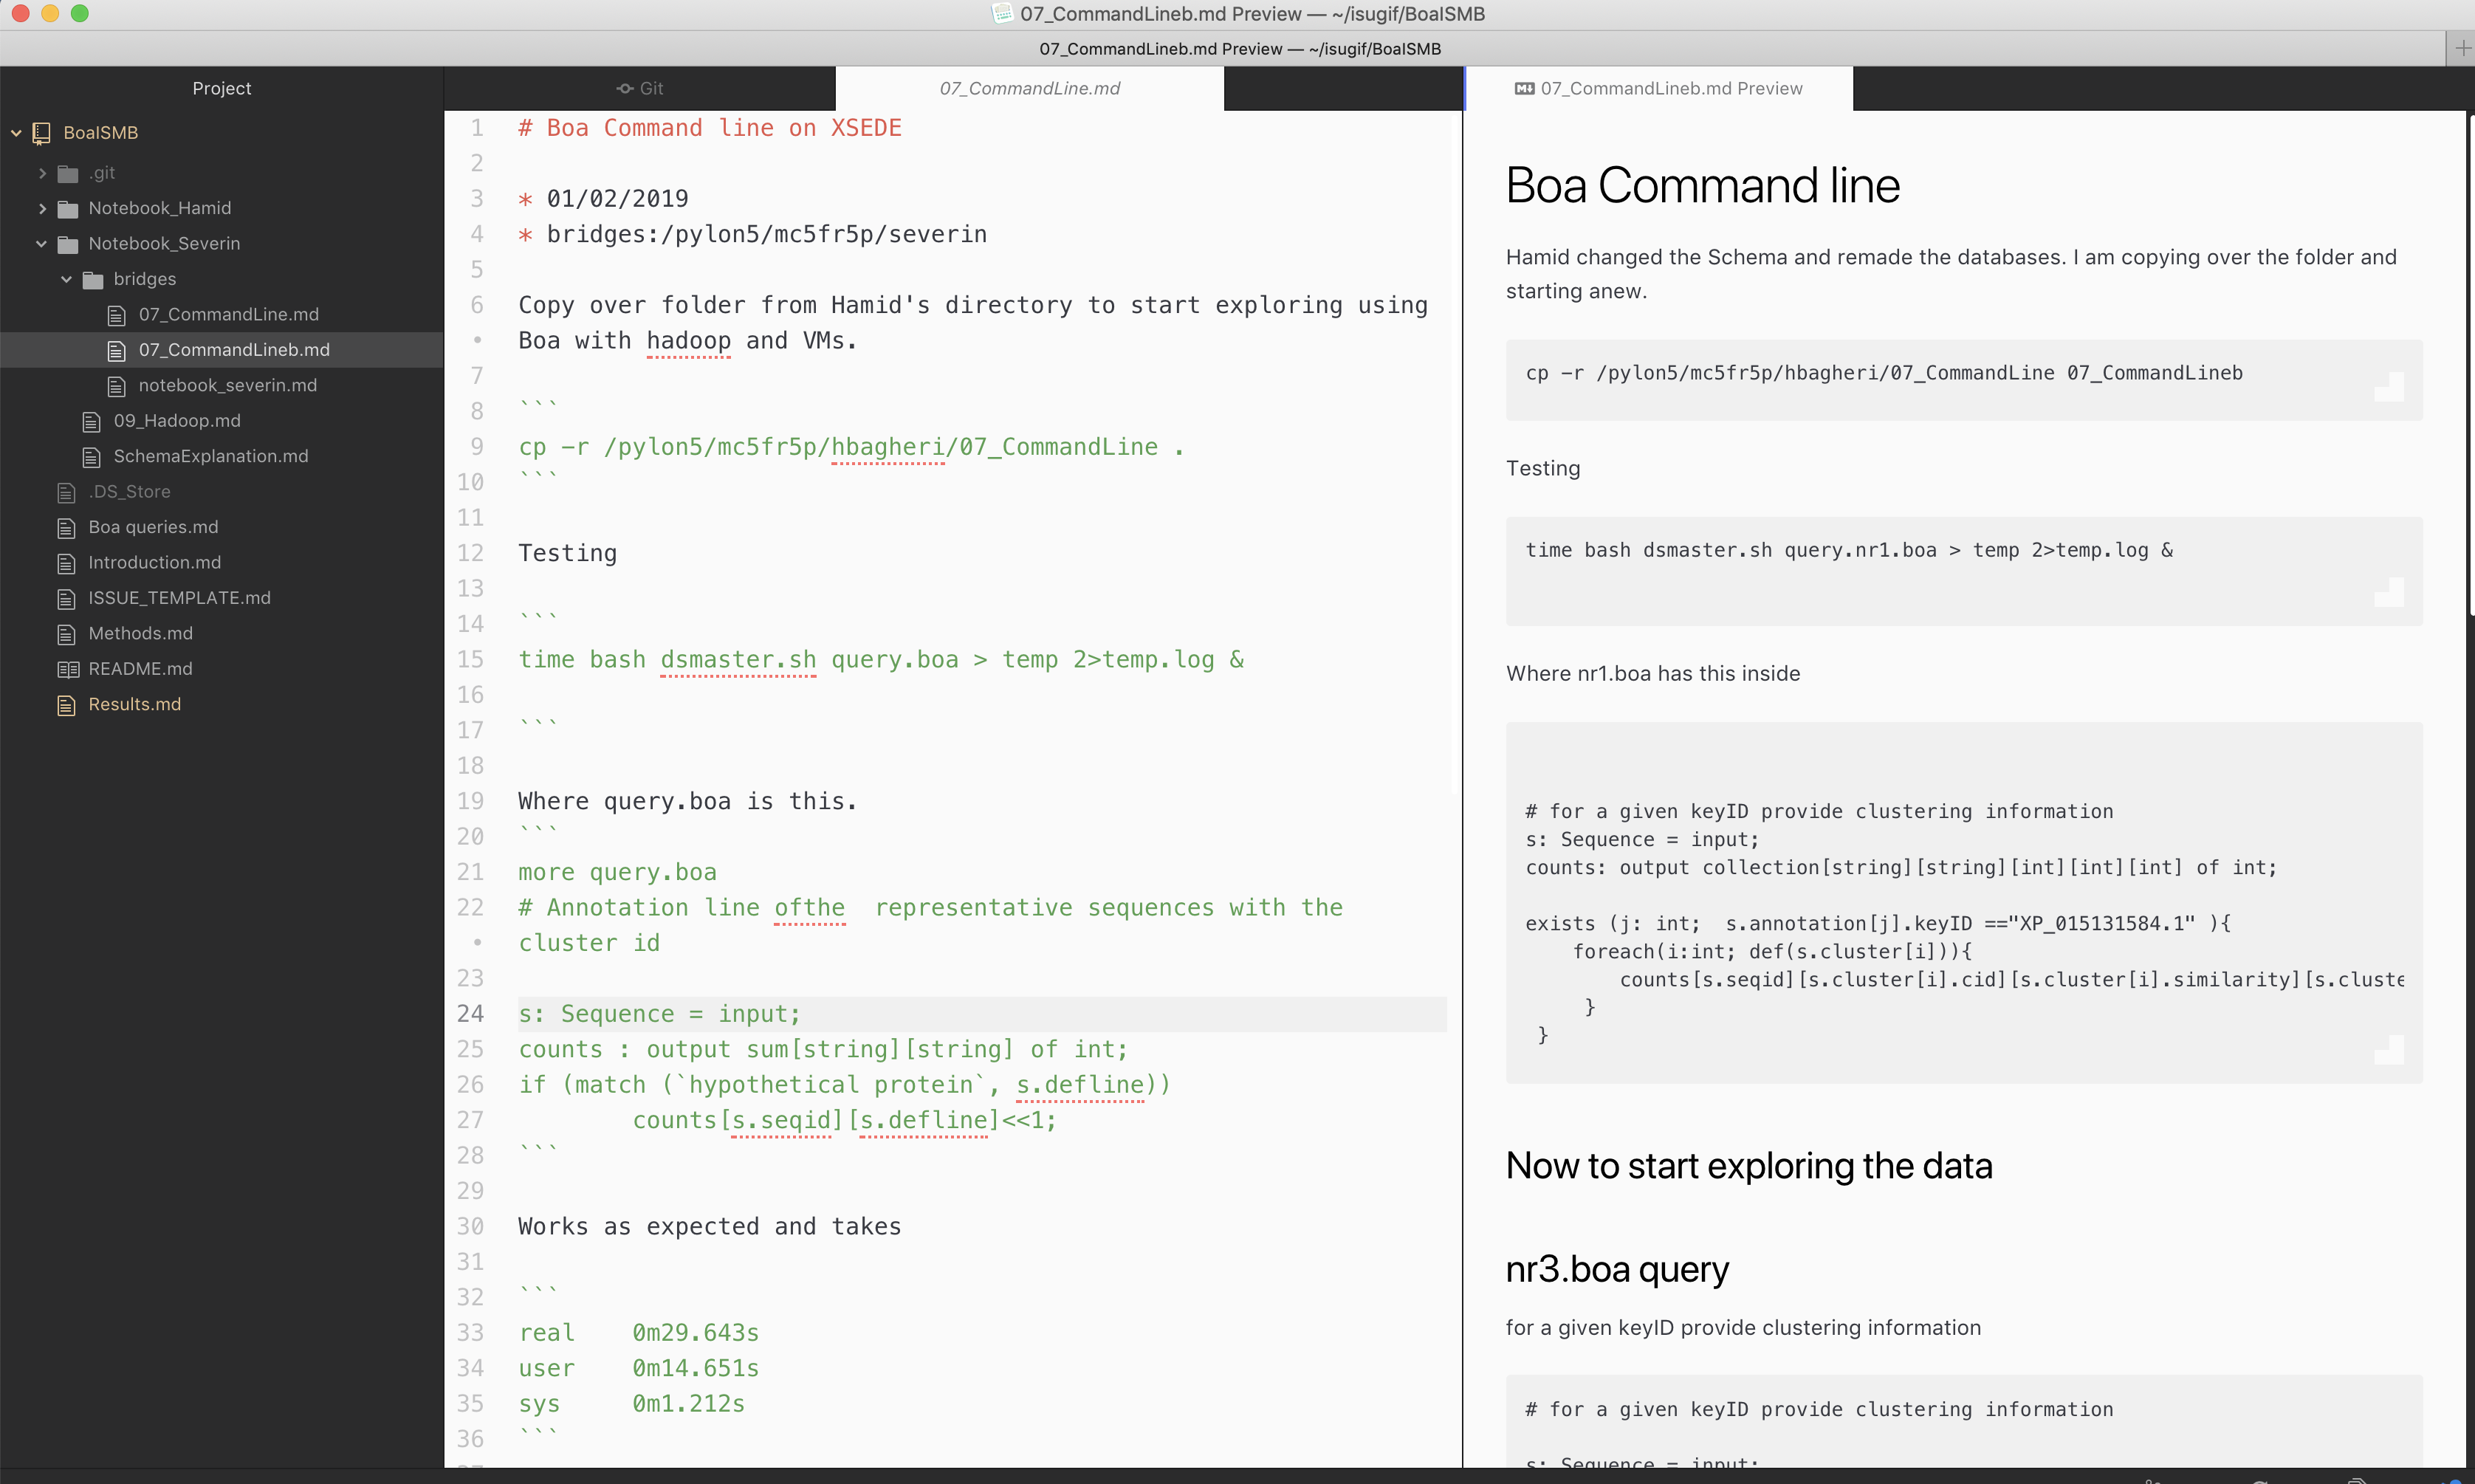 07_CommandLineb.md Preview — ~/isugif/BoaISMB
07_CommandLineb.md Preview — ~/isugif/BoaISMB
Project
BoaISMB
.git
Notebook_Hamid
Notebook_Severin
bridges
07_CommandLine.md
07_CommandLineb.md
notebook_severin.md
09_Hadoop.md
SchemaExplanation.md
.DS_Store
Boa queries.md
Introduction.md
ISSUE_TEMPLATE.md
Methods.md
README.md
Results.md
Git
07_CommandLine.md
1 # Boa Command line on XSEDE
2
3 * 01/02/2019
4 * bridges:/pylon5/mc5fr5p/severin
5
6 Copy over folder from Hamid's directory to start exploring using
• Boa with hadoop and VMs.
7
8 ```
9 cp -r /pylon5/mc5fr5p/hbagheri/07_CommandLine .
10 ```
11
12 Testing
13
14 ```
15 time bash dsmaster.sh query.boa > temp 2>temp.log &
16
17 ```
18
19 Where query.boa is this.
20 ```
21 more query.boa
22 # Annotation line ofthe  representative sequences with the
• cluster id
23
24 s: Sequence = input;
25 counts : output sum[string][string] of int;
26 if (match (`hypothetical protein`, s.defline))
27         counts[s.seqid][s.defline]<<1;
28 ```
29
30 Works as expected and takes
31
32 ```
33 real    0m29.643s
34 user    0m14.651s
35 sys     0m1.212s
36 ```
07_CommandLineb.md Preview
Boa Command line
Hamid changed the Schema and remade the databases. I am copying over the folder and
starting anew.
cp -r /pylon5/mc5fr5p/hbagheri/07_CommandLine 07_CommandLineb
Testing
time bash dsmaster.sh query.nr1.boa > temp 2>temp.log &
Where nr1.boa has this inside
# for a given keyID provide clustering information
s: Sequence = input;
counts: output collection[string][string][int][int][int] of int;
exists (j: int;  s.annotation[j].keyID =="XP_015131584.1" ){
    foreach(i:int; def(s.cluster[i])){
        counts[s.seqid][s.cluster[i].cid][s.cluster[i].similarity][s.cluste
     }
 }
Now to start exploring the data
nr3.boa query
for a given keyID provide clustering information
# for a given keyID provide clustering information
s: Sequence = input;